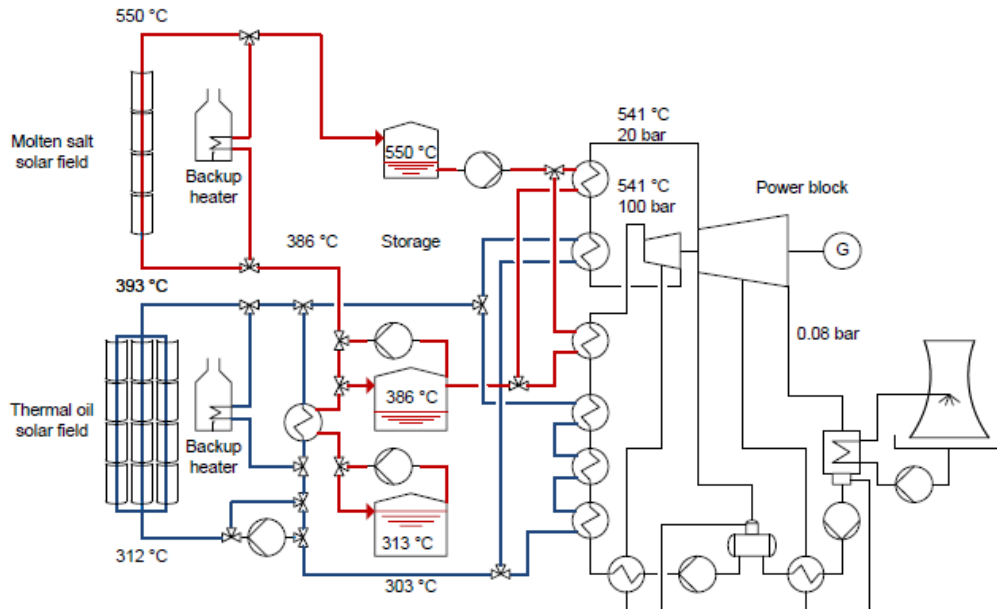 550 °C
Molten salt
solar field
Backup
heater
550 °C
541 °C
20 bar
541 °C
100 bar
Power block
G
386 °C
Storage
393 °C
0.08 bar
386 °C
Thermal oil
solar field
Backup
heater
313 °C
312 °C
303 °C